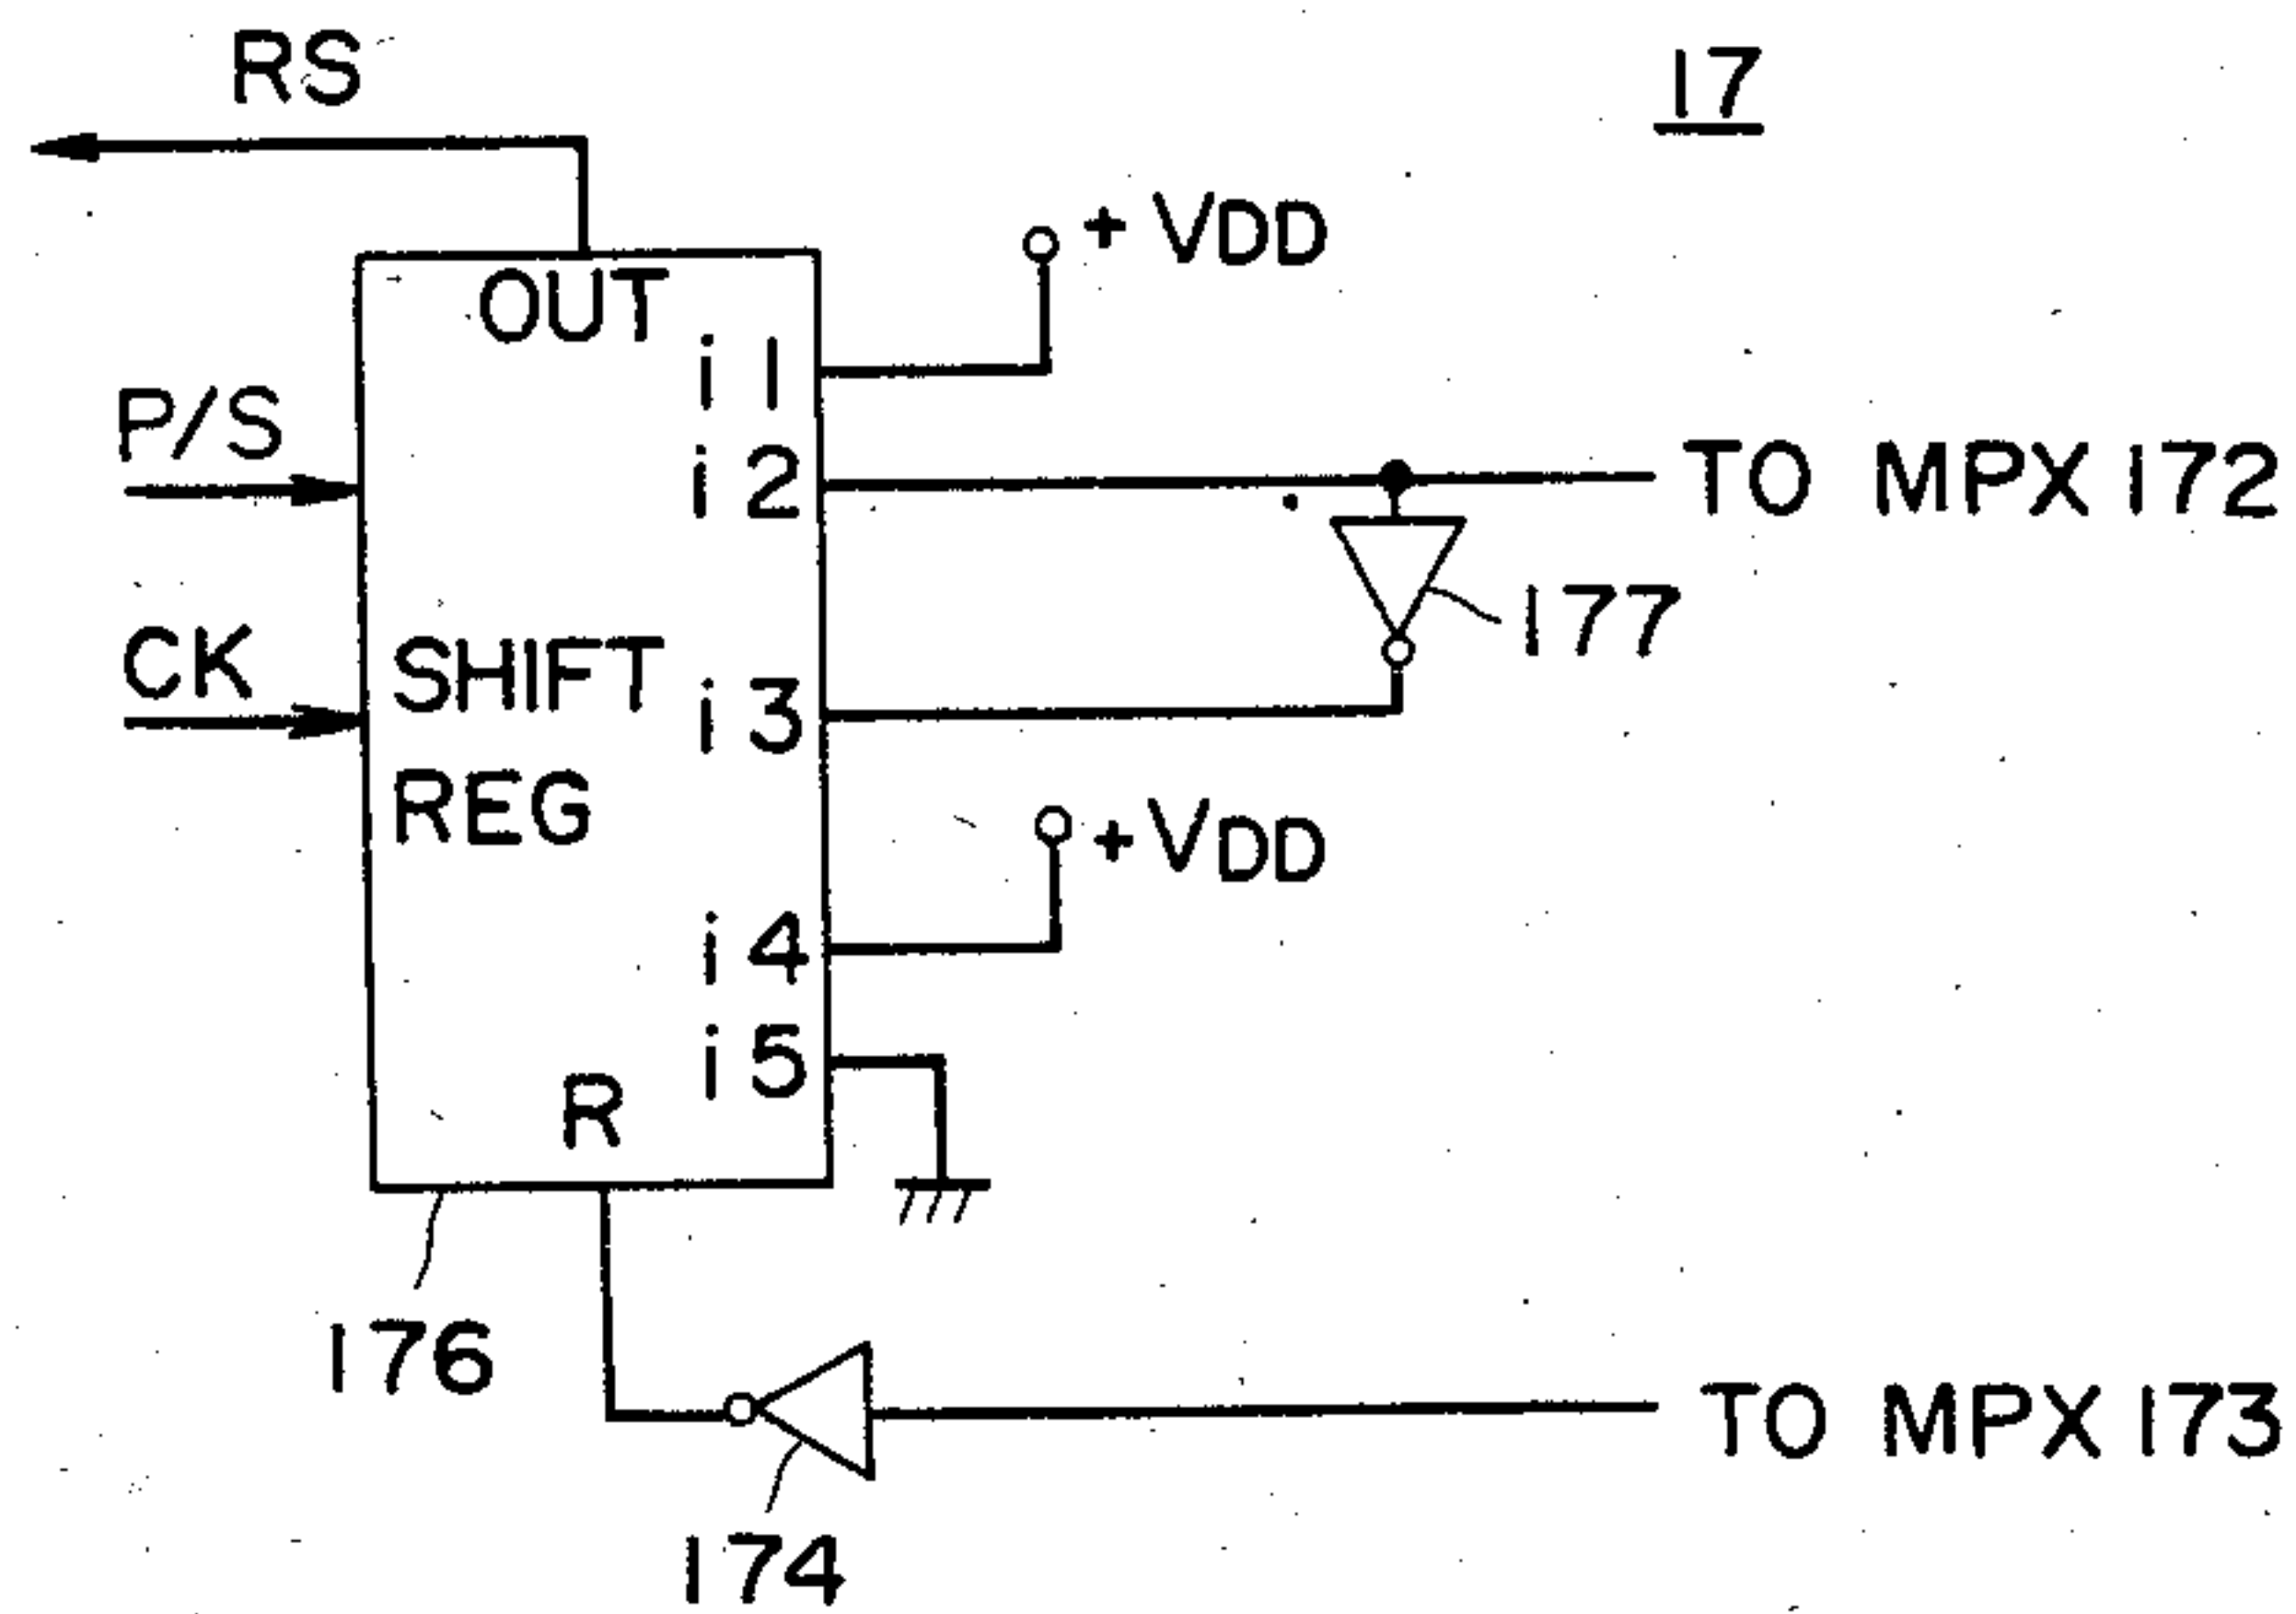 RS
17
+VDD
OUT
i1
P/S
i2
TO MPX 172
177
CK
SHIFT
i3
REG
+VDD
i4
i5
R
176
TO MPX 173
174